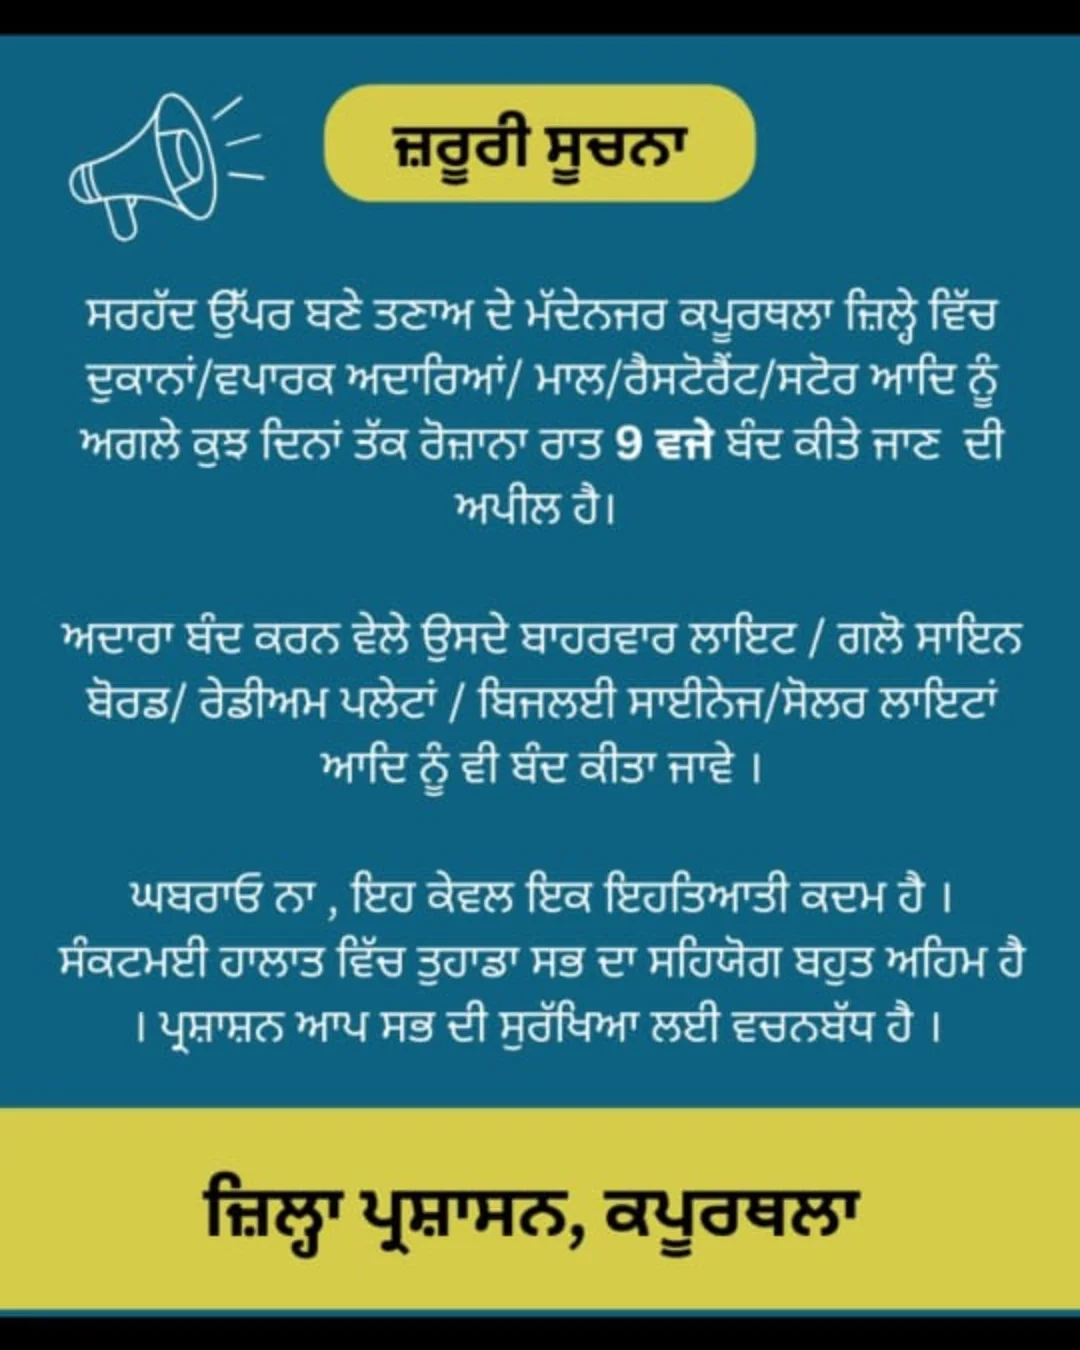 ਜ਼ਰੂਰੀ ਸੂਚਨਾ
ਸਰਹੱਦ ਉੱਪਰ ਬਣੇ ਤਣਾਅ ਦੇ ਮੱਦੇਨਜਰ ਕਪੂਰਥਲਾ ਜ਼ਿਲ੍ਹੇ ਵਿੱਚ
ਦੁਕਾਨਾਂ/ਵਪਾਰਕ ਅਦਾਰਿਆਂ/ ਮਾਲ/ਰੈਸਟੋਰੈਂਟ/ਸਟੋਰ ਆਦਿ ਨੂੰ
ਅਗਲੇ ਕੁਝ ਦਿਨਾਂ ਤੱਕ ਰੋਜ਼ਾਨਾ ਰਾਤ 9 ਵਜੇ ਬੰਦ ਕੀਤੇ ਜਾਣ ਦੀ
ਅਪੀਲ ਹੈ।
ਅਦਾਰਾ ਬੰਦ ਕਰਨ ਵੇਲੇ ਉਸਦੇ ਬਾਹਰਵਾਰ ਲਾਇਟ / ਗਲੋ ਸਾਇਨ
ਬੋਰਡ/ ਰੇਡੀਅਮ ਪਲੇਟਾਂ / ਬਿਜਲਈ ਸਾਈਨੇਜ/ਸੋਲਰ ਲਾਇਟਾਂ
ਆਦਿ ਨੂੰ ਵੀ ਬੰਦ ਕੀਤਾ ਜਾਵੇ ।
ਘਬਰਾਓ ਨਾ , ਇਹ ਕੇਵਲ ਇਕ ਇਹਤਿਆਤੀ ਕਦਮ ਹੈ ।
ਸੰਕਟਮਈ ਹਾਲਾਤ ਵਿੱਚ ਤੁਹਾਡਾ ਸਭ ਦਾ ਸਹਿਯੋਗ ਬਹੁਤ ਅਹਿਮ ਹੈ
। ਪ੍ਰਸ਼ਾਸ਼ਨ ਆਪ ਸਭ ਦੀ ਸੁਰੱਖਿਆ ਲਈ ਵਚਨਬੱਧ ਹੈ ।
ਜ਼ਿਲ੍ਹਾ ਪ੍ਰਸ਼ਾਸਨ, ਕਪੂਰਥਲਾ